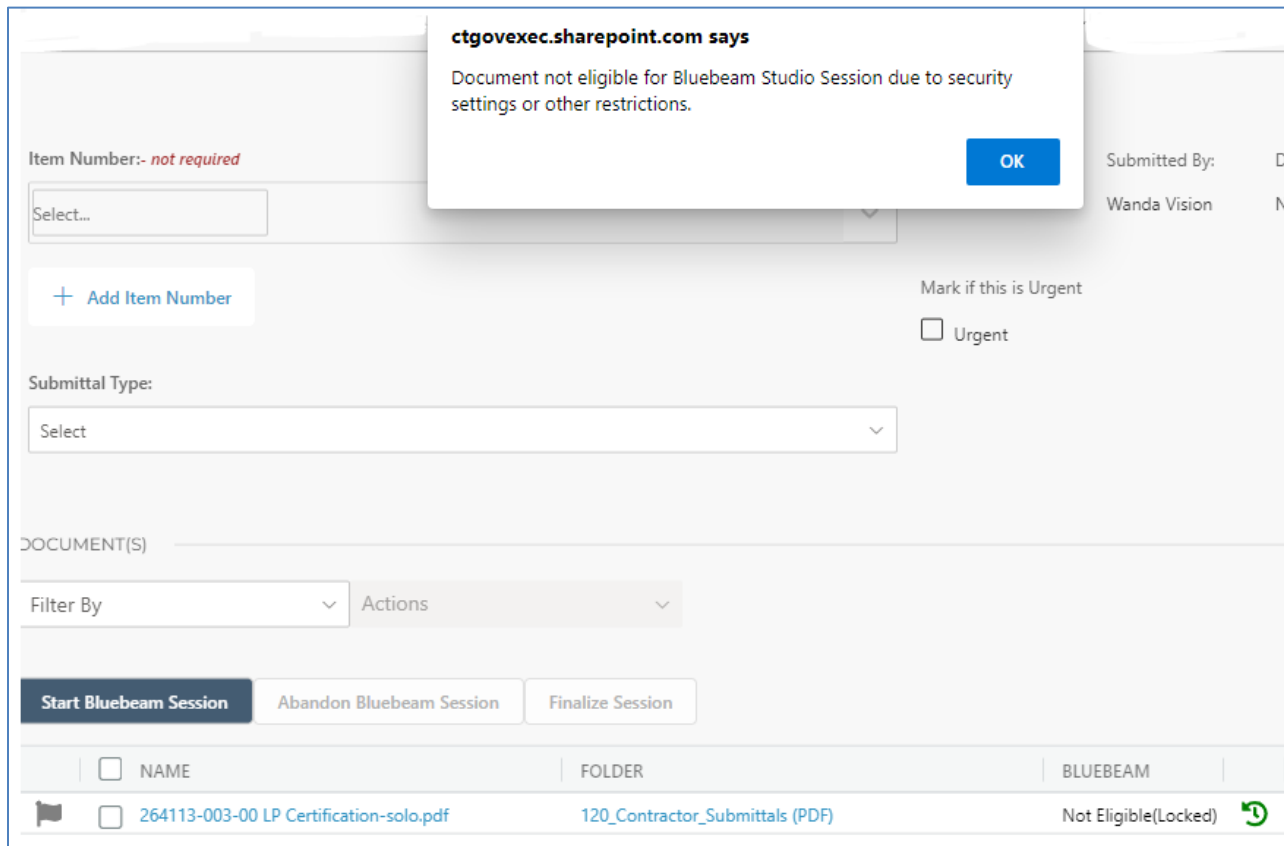 ctgovexec.sharepoint.com says
Document not eligible for Bluebeam Studio Session due to security
settings or other restrictions.
OK
Item Number:- not required
Submitted By:
D
Select...
Wanda Vision
N
+ Add Item Number
Mark if this is Urgent
Urgent
Submittal Type:
Select
DOCUMENT(S)
Filter By
Actions
Start Bluebeam Session
Abandon Bluebeam Session
Finalize Session
NAME
FOLDER
BLUEBEAM
264113-003-00 LP Certification-solo.pdf
120_Contractor_Submittals (PDF)
Not Eligible(Locked)